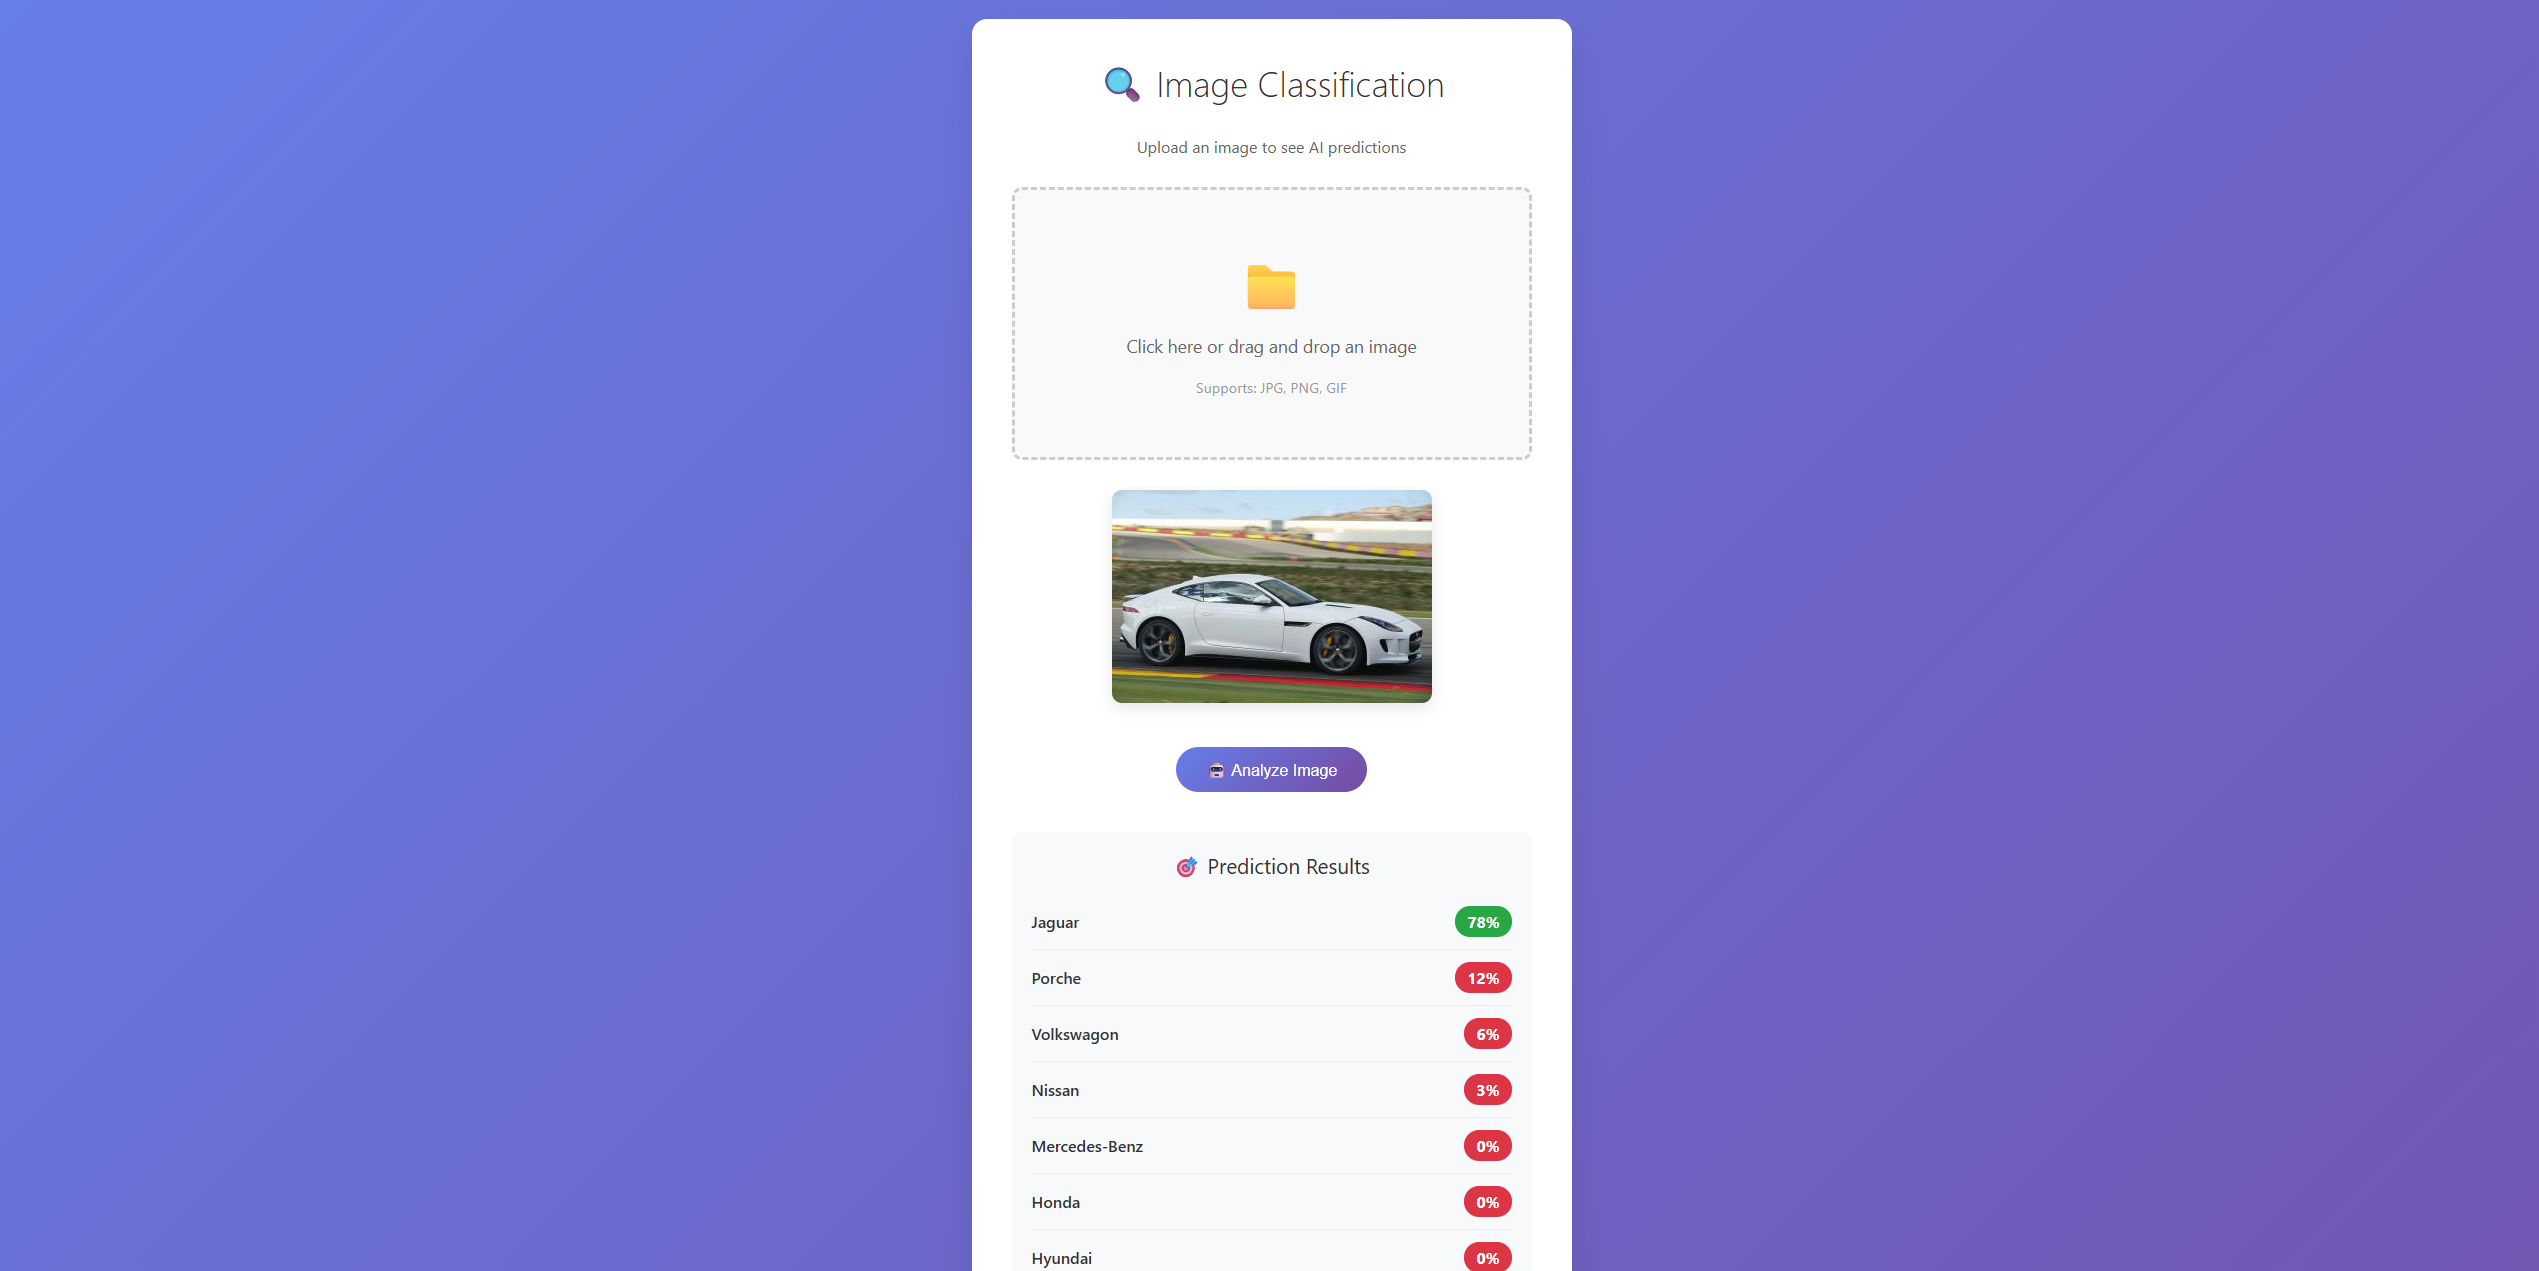 Image Classification
Upload an image to see AI predictions
Click here or drag and drop an image
Supports: JPG, PNG, GIF
Analyze Image
Prediction Results
Jaguar 78%
Porche 12%
Volkswagon 6%
Nissan 3%
Mercedes-Benz 0%
Honda 0%
Hyundai 0%